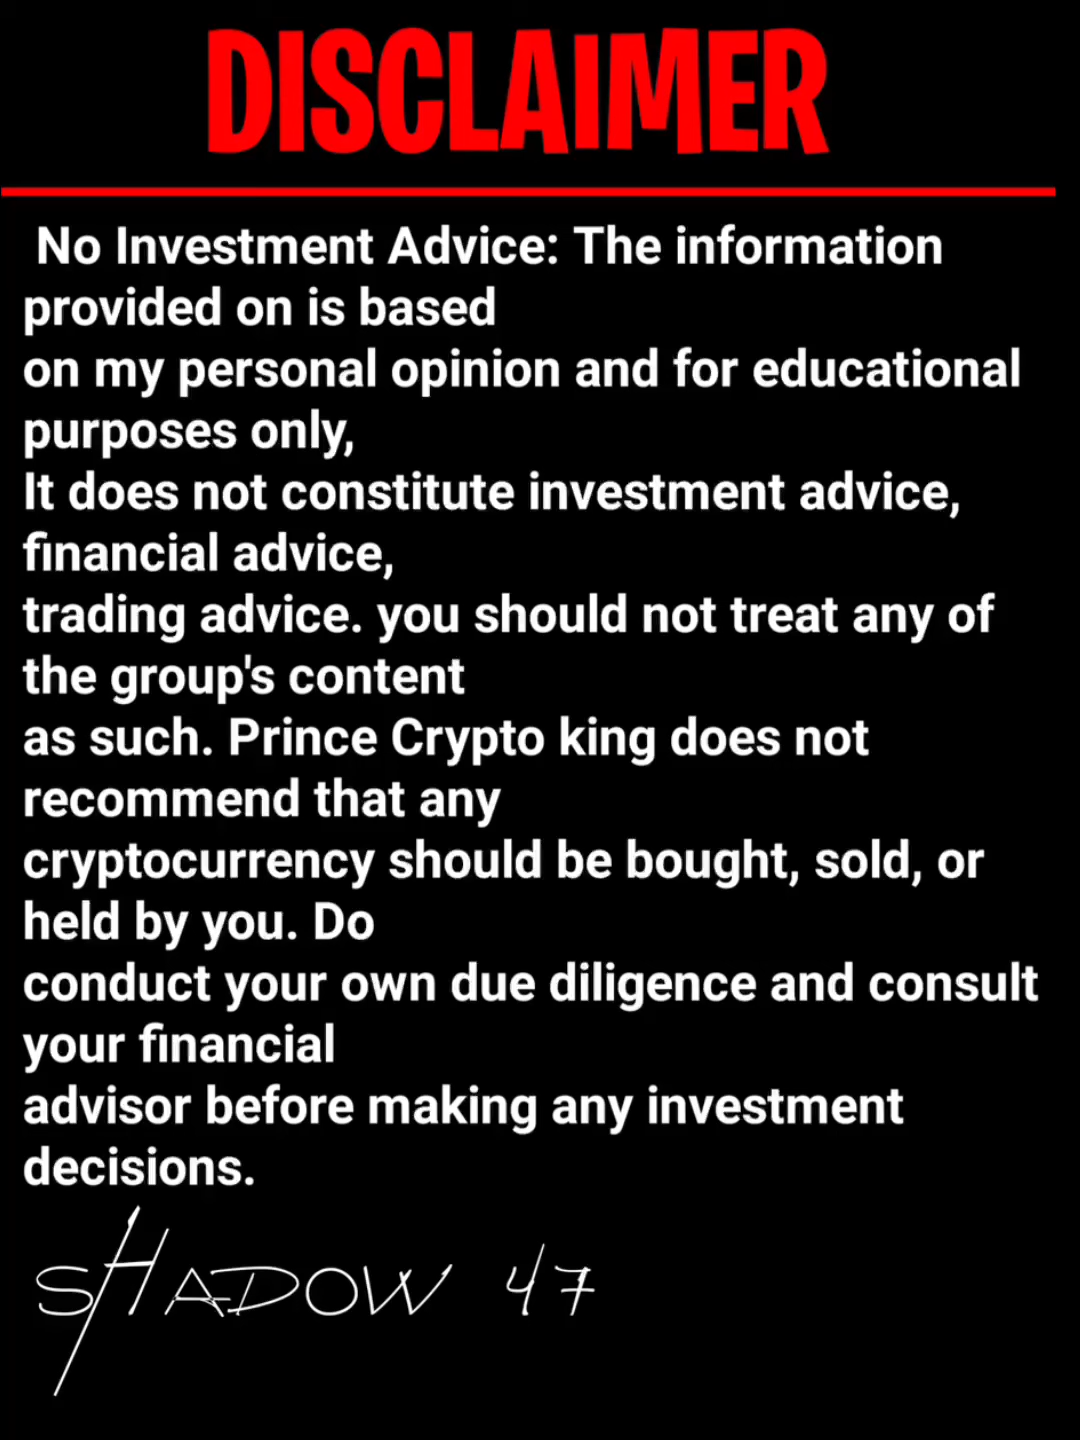 DISCLAIMER
No Investment Advice: The information
provided on is based
on my personal opinion and for educational
purposes only,
It does not constitute investment advice,
financial advice,
trading advice. you should not treat any of
the group's content
as such. Prince Crypto king does not
recommend that any
cryptocurrency should be bought, sold, or
held by you. Do
conduct your own due diligence and consult
your financial
advisor before making any investment
decisions.
SHADOW 47